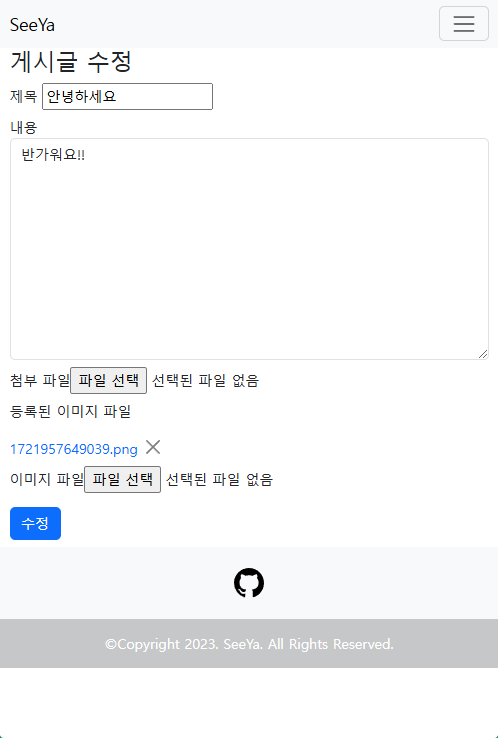 SeeYa
게시글 수정
제목 안녕하세요
내용
반가워요!!
첨부 파일 파일 선택 선택된 파일 없음
등록된 이미지 파일
1721957649039.png
이미지 파일 파일 선택 선택된 파일 없음
수정
©Copyright 2023. SeeYa. All Rights Reserved.